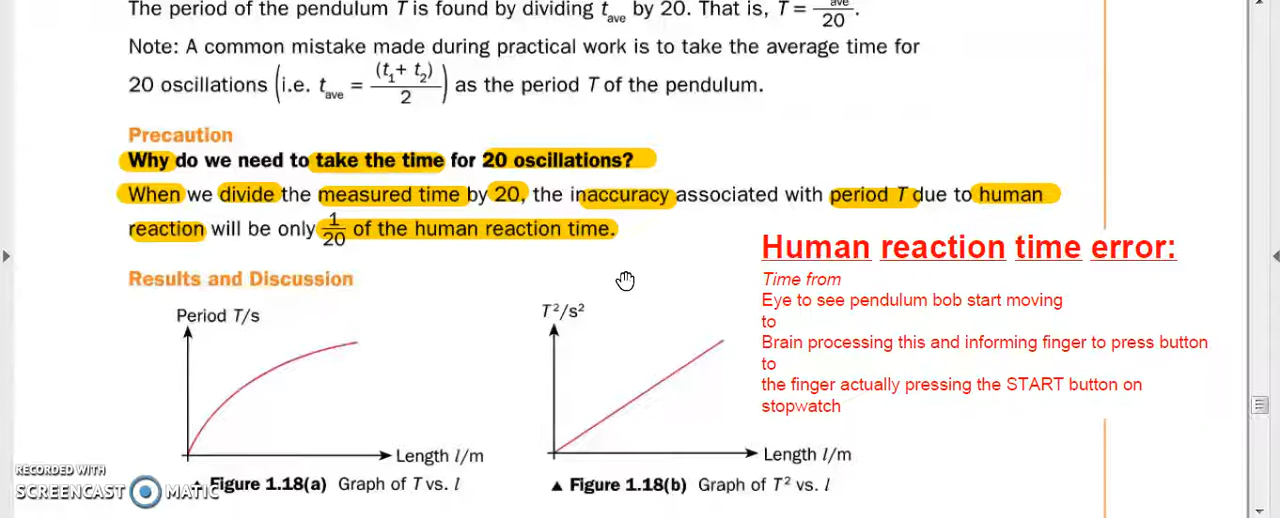 The period of the pendulum T is found by dividing t_ave by 20. That is, T = ave/20.
Note: A common mistake made during practical work is to take the average time for
20 oscillations (i.e. t_ave = (t₁+ t₂)/2) as the period T of the pendulum.
Precaution
Why do we need to take the time for 20 oscillations?
When we divide the measured time by 20, the inaccuracy associated with period T due to human
reaction will be only 1/20 of the human reaction time.
Human reaction time error:
Time from
Eye to see pendulum bob start moving
to
Brain processing this and informing finger to press button
to
the finger actually pressing the START button on
stopwatch
Results and Discussion
Period T/s
Length l/m
▲ Figure 1.18(a) Graph of T vs. l
T²/s²
Length l/m
▲ Figure 1.18(b) Graph of T² vs. l
RECORDED WITH
SCREENCAST MATIC